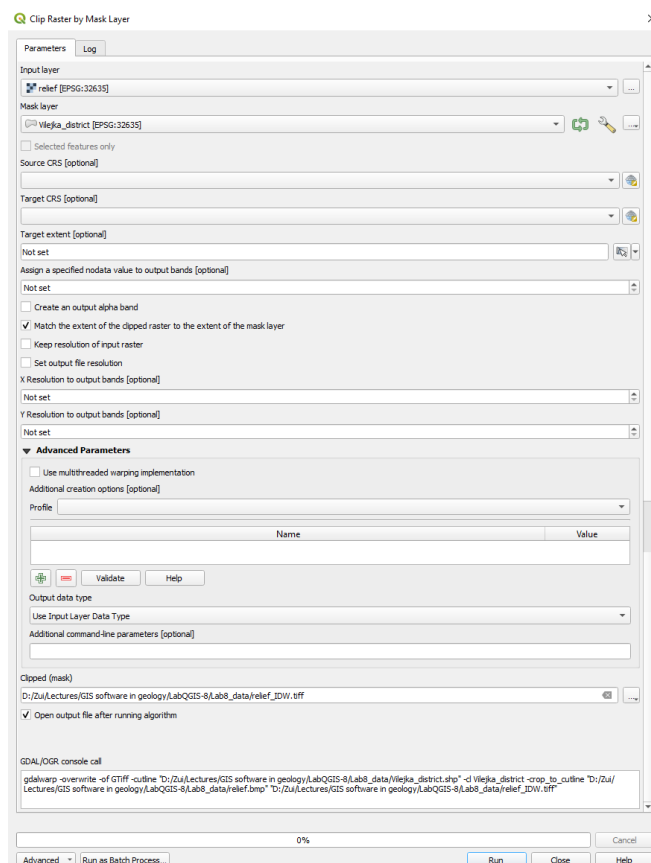 Clip Raster by Mask Layer
Parameters Log
Input layer
relief [EPSG:32635]
...
Mask layer
Vilejka_district [EPSG:32635]
...
Selected features only
Source CRS [optional]
Target CRS [optional]
Target extent [optional]
Not set
Assign a specified nodata value to output bands [optional]
Not set
Create an output alpha band
Match the extent of the clipped raster to the extent of the mask layer
Keep resolution of input raster
Set output file resolution
X Resolution to output bands [optional]
Not set
Y Resolution to output bands [optional]
Not set
Advanced Parameters
Use multithreaded warping implementation
Additional creation options [optional]
Profile
Name Value
Validate Help
Output data type
Use Input Layer Data Type
Additional command-line parameters [optional]
Clipped (mask)
D:/Zui/Lectures/GIS software in geology/LabQGIS-8/Lab8_data/relief_IDW.tiff
...
Open output file after running algorithm
GDAL/OGR console call
gdalwarp -overwrite -of GTiff -cutline "D:/Zui/Lectures/GIS software in geology/LabQGIS-8/Lab8_data/Vilejka_district.shp" -cl Vilejka_district -crop_to_cutline "D:/Zui/
Lectures/GIS software in geology/LabQGIS-8/Lab8_data/relief.bmp" "D:/Zui/Lectures/GIS software in geology/LabQGIS-8/Lab8_data/relief_IDW.tiff"
0% Cancel
Advanced Run as Batch Process... Run Close Help